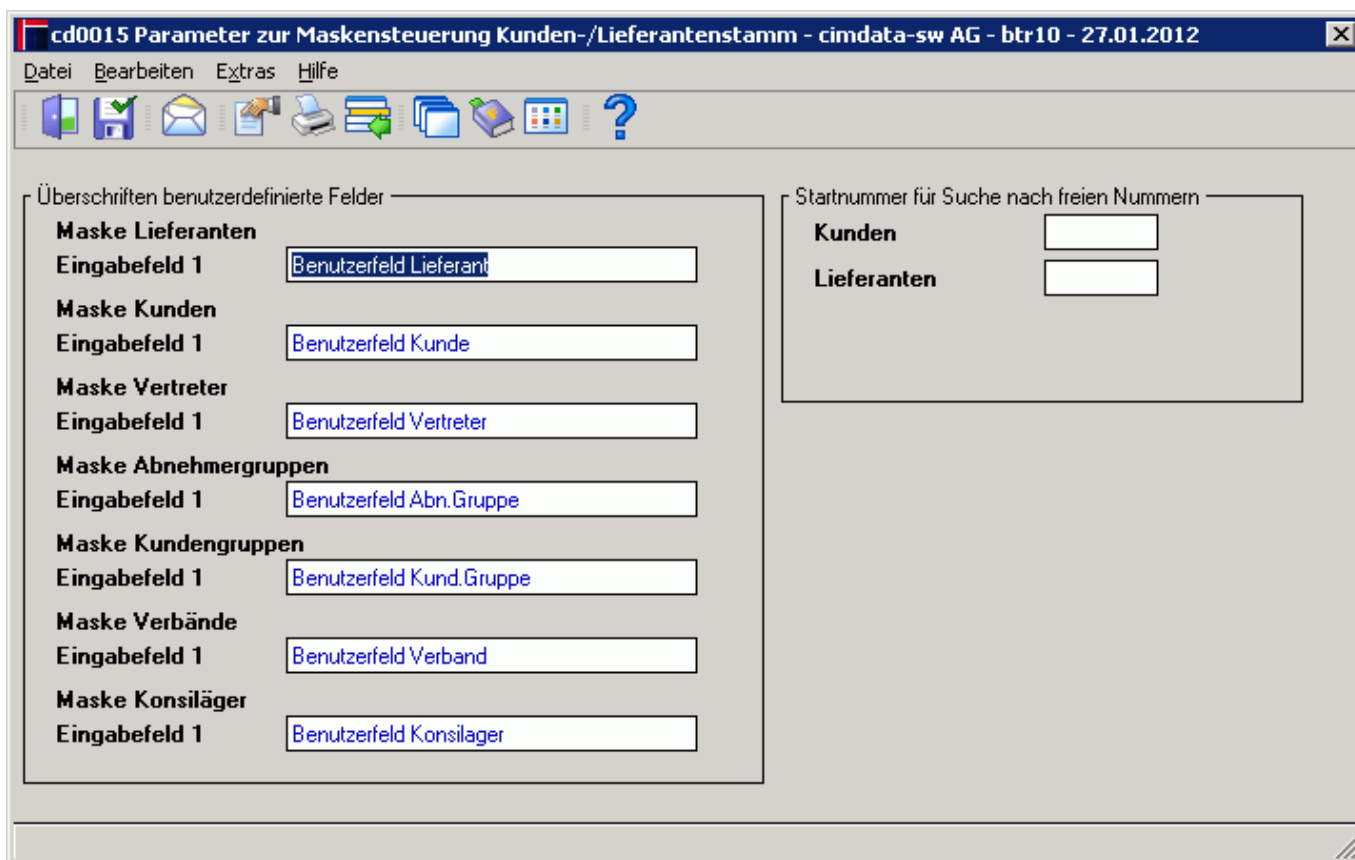 cd0015 Parameter zur Maskensteuerung Kunden-/Lieferantenstamm - cimdata-sw AG - btr10 - 27.01.2012
Datei Bearbeiten Extras Hilfe
Überschriften benutzerdefinierte Felder
Maske Lieferanten
Eingabefeld 1 Benutzerfeld Lieferant
Maske Kunden
Eingabefeld 1 Benutzerfeld Kunde
Maske Vertreter
Eingabefeld 1 Benutzerfeld Vertreter
Maske Abnehmergruppen
Eingabefeld 1 Benutzerfeld Abn.Gruppe
Maske Kundengruppen
Eingabefeld 1 Benutzerfeld Kund.Gruppe
Maske Verbände
Eingabefeld 1 Benutzerfeld Verband
Maske Konsiläger
Eingabefeld 1 Benutzerfeld Konsilager
Startnummer für Suche nach freien Nummern
Kunden
Lieferanten